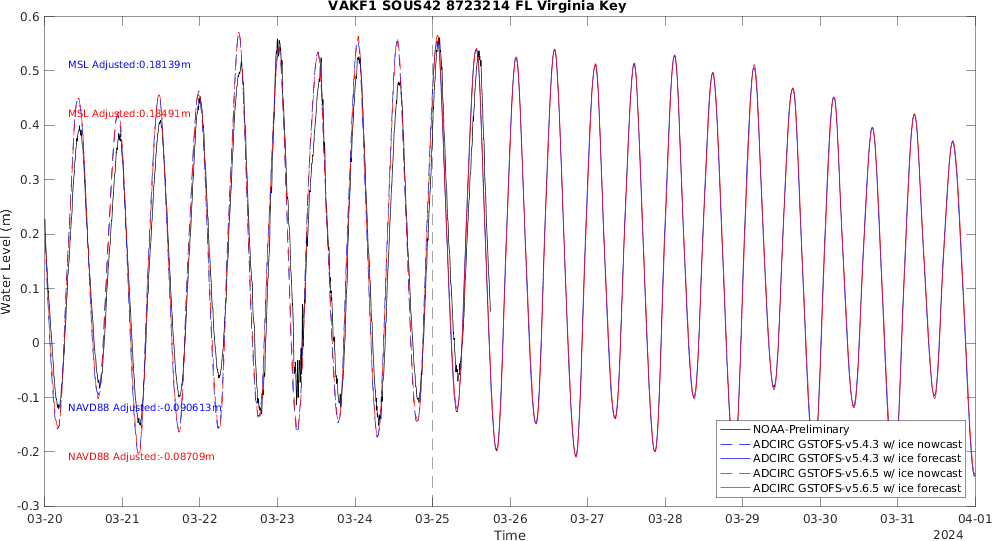 VAKF1 SOUS42 8723214 FL Virginia Key
Water Level (m)
0.6
0.5
0.4
0.3
0.2
0.1
0
-0.1
-0.2
-0.3
MSL Adjusted:0.18139m
MSL Adjusted:0.18491m
NAVD88 Adjusted:-0.090613m
NAVD88 Adjusted:-0.08709m
NOAA-Preliminary
ADCIRC GSTOFS-v5.4.3 w/ ice nowcast
ADCIRC GSTOFS-v5.4.3 w/ ice forecast
ADCIRC GSTOFS-v5.6.5 w/ ice nowcast
ADCIRC GSTOFS-v5.6.5 w/ ice forecast
03-20 03-21 03-22 03-23 03-24 03-25 03-26 03-27 03-28 03-29 03-30 03-31 04-01
Time
2024